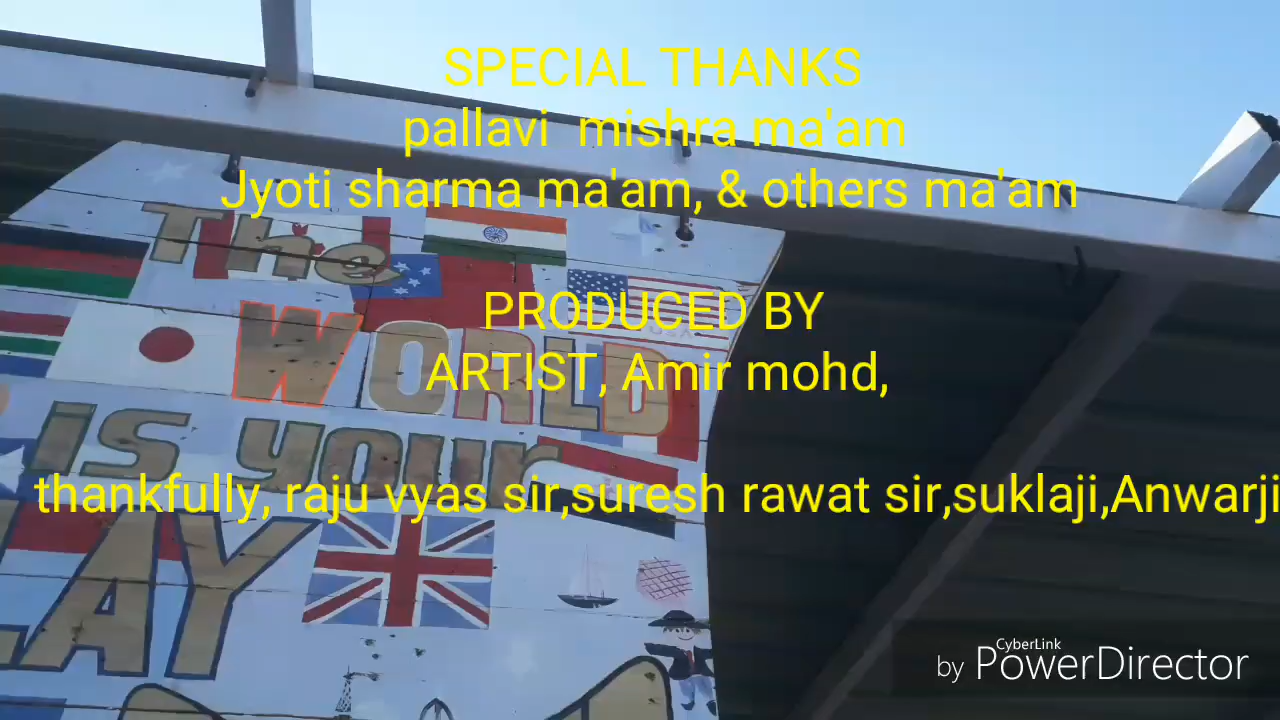 SPECIAL THANKS
pallavi mishra ma'am
Jyoti sharma ma'am, & others ma'am
The
PRODUCED BY
WORLD
ARTIST, Amir mohd,
is your
thankfully, raju vyas sir,suresh rawat sir,suklaji,Anwarji
LAY
by CyberLink PowerDirector